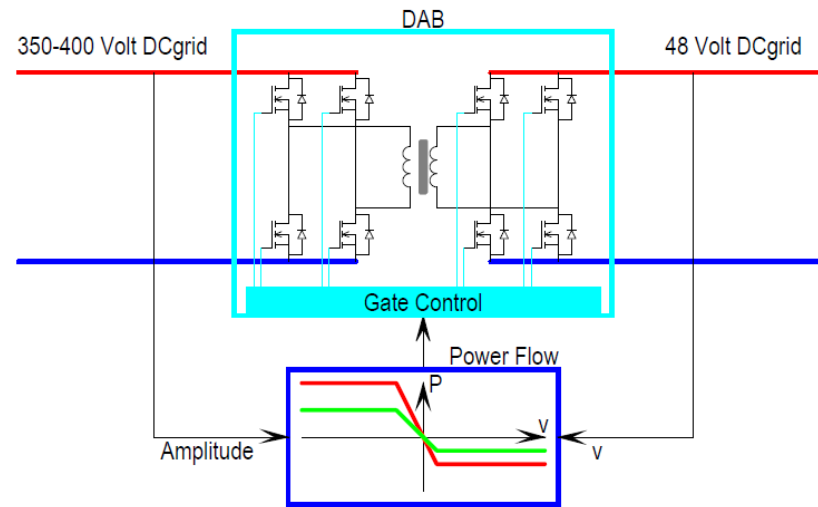 DAB
350-400 Volt DCgrid
48 Volt DCgrid
Gate Control
Power Flow
P
v
Amplitude
v